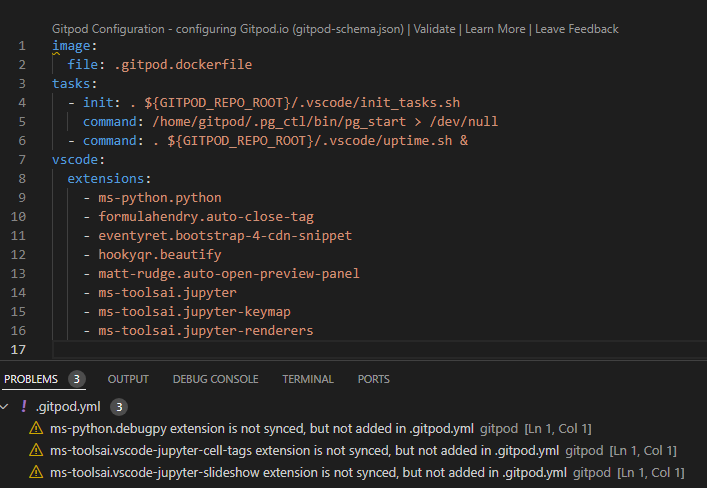 Gitpod Configuration - configuring Gitpod.io (gitpod-schema.json) | Validate | Learn More | Leave Feedback
1 image:
2 file: .gitpod.dockerfile
3 tasks:
4 - init: . ${GITPOD_REPO_ROOT}/.vscode/init_tasks.sh
5 command: /home/gitpod/.pg_ctl/bin/pg_start > /dev/null
6 - command: . ${GITPOD_REPO_ROOT}/.vscode/uptime.sh &
7 vscode:
8 extensions:
9 - ms-python.python
10 - formulahendry.auto-close-tag
11 - eventyret.bootstrap-4-cdn-snippet
12 - hookyqr.beautify
13 - matt-rudge.auto-open-preview-panel
14 - ms-toolsai.jupyter
15 - ms-toolsai.jupyter-keymap
16 - ms-toolsai.jupyter-renderers
17
PROBLEMS 3 OUTPUT DEBUG CONSOLE TERMINAL PORTS
! .gitpod.yml 3
ms-python.debugpy extension is not synced, but not added in .gitpod.yml gitpod [Ln 1, Col 1]
ms-toolsai.vscode-jupyter-cell-tags extension is not synced, but not added in .gitpod.yml gitpod [Ln 1, Col 1]
ms-toolsai.vscode-jupyter-slideshow extension is not synced, but not added in .gitpod.yml gitpod [Ln 1, Col 1]